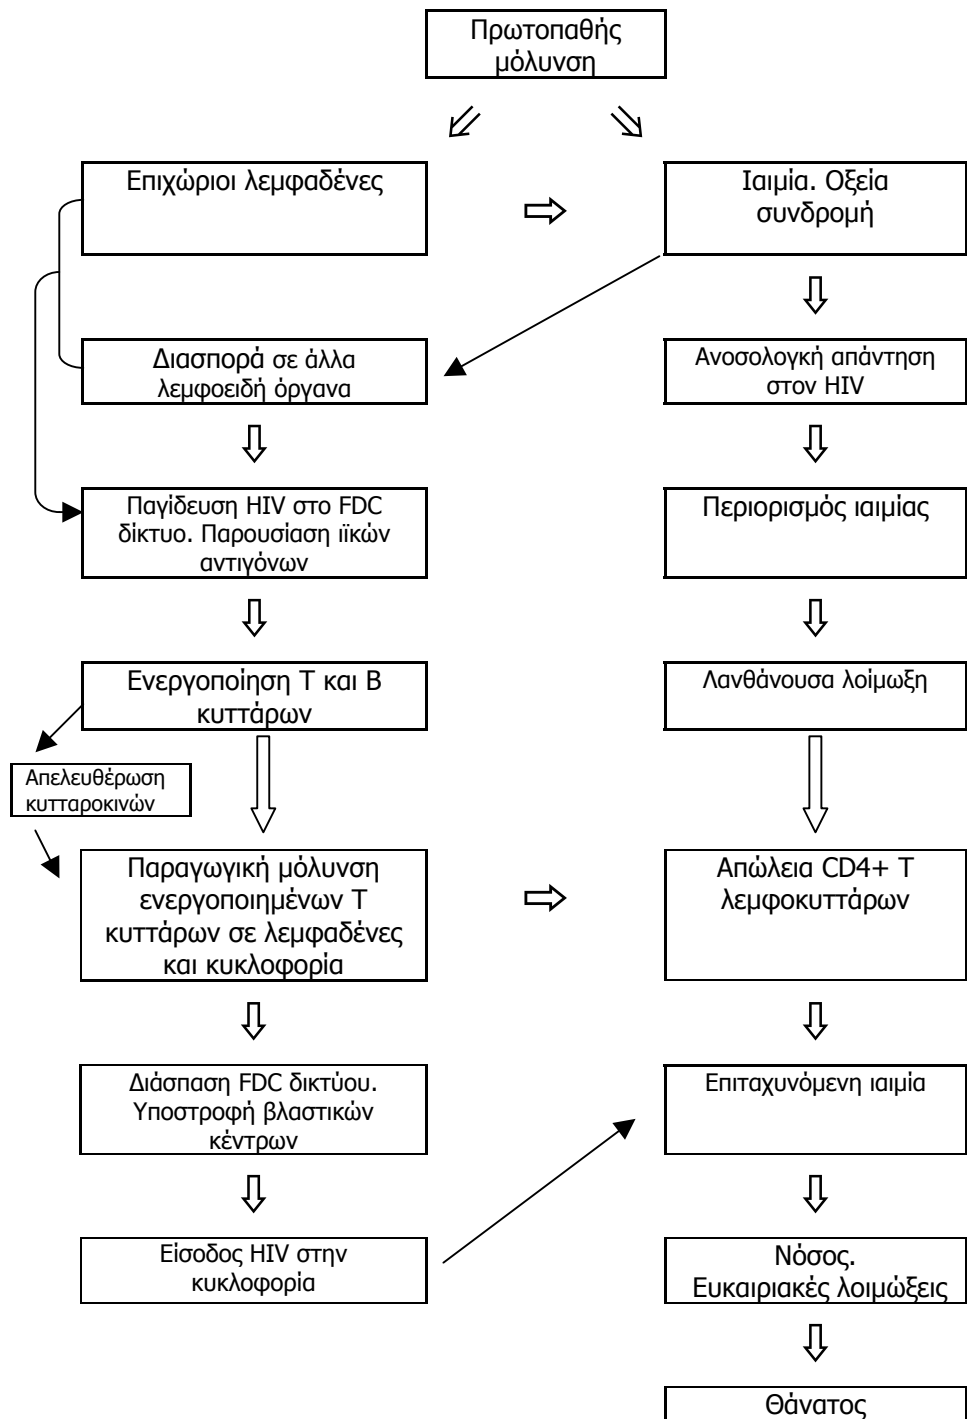 Πρωτοπαθής
μόλυνση
Επιχώριοι λεμφαδένες
Ιαιμία. Οξεία
συνδρομή
Διασπορά σε άλλα
λεμφοειδή όργανα
Ανοσολογκή απάντηση
στον HIV
Παγίδευση HIV στο FDC
δίκτυο. Παρουσίαση ιϊκών
αντιγόνων
Περιορισμός ιαιμίας
Ενεργοποίηση Τ και Β
κυττάρων
Λανθάνουσα λοίμωξη
Απελευθέρωση
κυτταροκινών
Παραγωγική μόλυνση
ενεργοποιημένων Τ
κυττάρων σε λεμφαδένες
και κυκλοφορία
Απώλεια CD4+ T
λεμφοκυττάρων
Διάσπαση FDC δικτύου.
Υποστροφή βλαστικών
κέντρων
Επιταχυνόμενη ιαιμία
Είσοδος HIV στην
κυκλοφορία
Νόσος.
Ευκαιριακές λοιμώξεις
Θάνατος